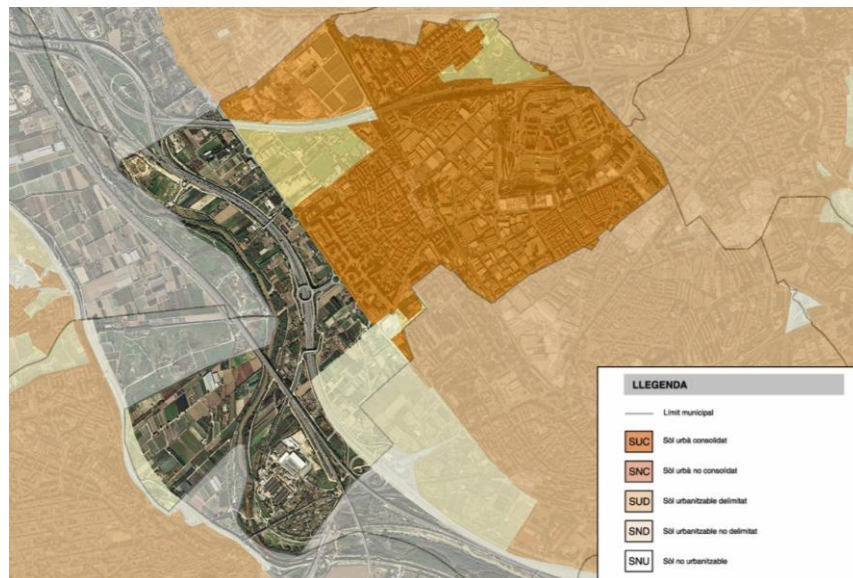 LLEGENDA
Límit municipal
SUC Sòl urbà consolidat
SNC Sòl urbà no consolidat
SUD Sòl urbanitzable delimitat
SND Sòl urbanitzable no delimitat
SNU Sòl no urbanitzable